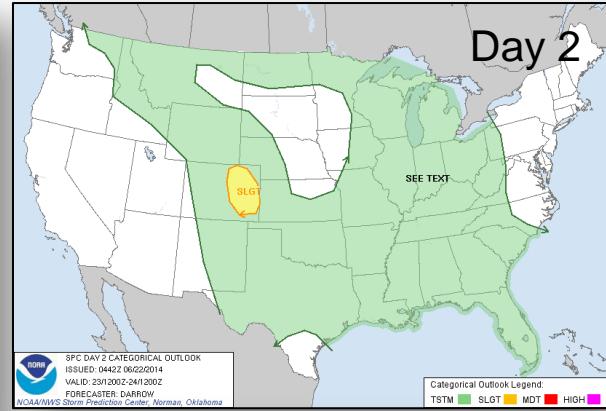 Day 2
SEE TEXT
SLGT
NOAA
SPC DAY 2 CATEGORICAL OUTLOOK
ISSUED: 0442Z 06/22/2014
VALID: 23/1200Z-24/1200Z
FORECASTER: DARROW
NOAA/NWS Storm Prediction Center, Norman, Oklahoma
Categorical Outlook Legend:
TSTM SLGT MDT HIGH